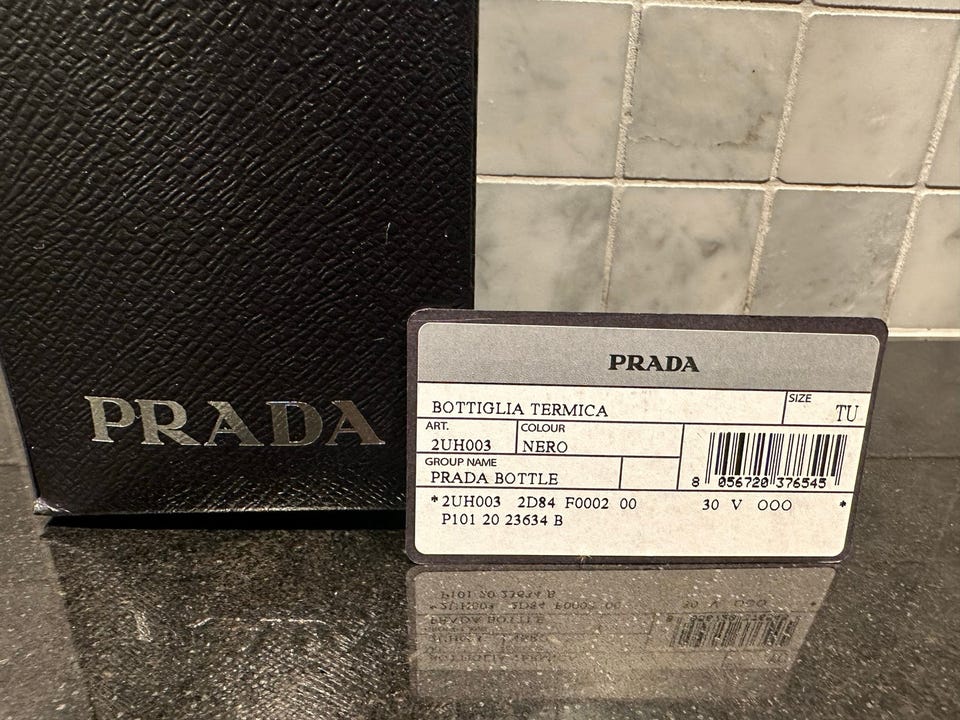 PRADA
PRADA
BOTTIGLIA TERMICA
SIZE
TU
ART.
2UH003
COLOUR
NERO
GROUP NAME
PRADA BOTTLE
8 056720 376545
*2UH003 2D84 F0002 00 30 V OOO *
P101 20 23634 B